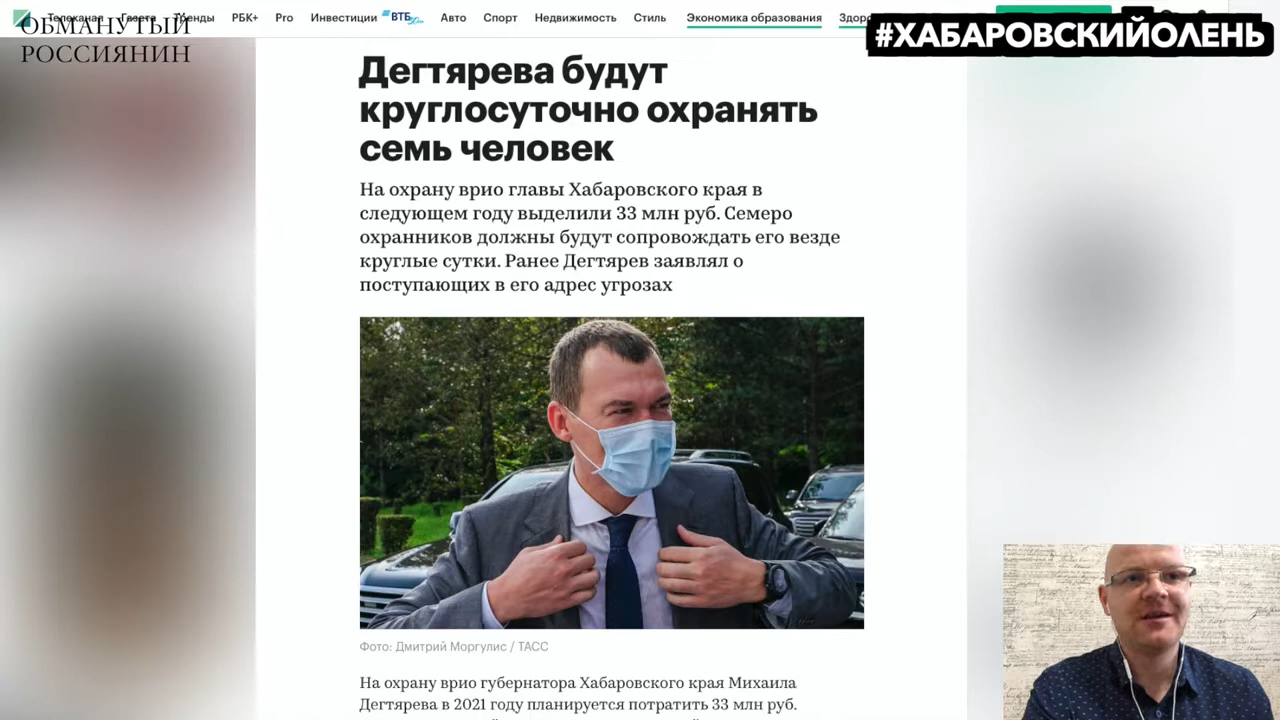 Телеканал Газета Тренды РБК+ Pro Инвестиции ВТБ Авто Спорт Недвижимость Стиль Экономика образования
ОБМАНУТЫЙ
РОССИЯНИН
#ХАБАРОВСКИЙОЛЕНЬ
Дегтярева будут
круглосуточно охранять
семь человек
На охрану врио главы Хабаровского края в
следующем году выделили 33 млн руб. Семеро
охранников должны будут сопровождать его везде
круглые сутки. Ранее Дегтярев заявлял о
поступающих в его адрес угрозах
Фото: Дмитрий Моргулис / ТАСС
На охрану врио губернатора Хабаровского края Михаила
Дегтярева в 2021 году планируется потратить 33 млн руб.